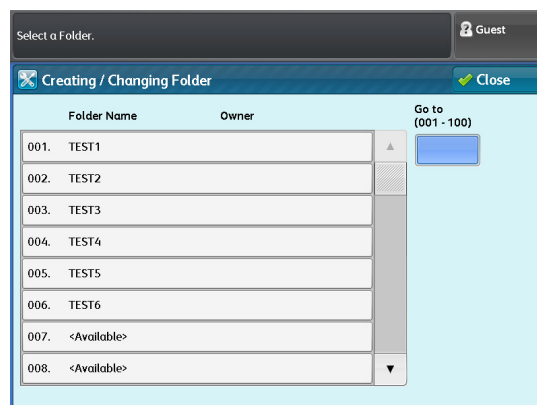 Select a Folder.
Guest
Creating / Changing Folder
Close
Folder Name Owner
Go to
(001 - 100)
001. TEST1
002. TEST2
003. TEST3
004. TEST4
005. TEST5
006. TEST6
007. <Available>
008. <Available>